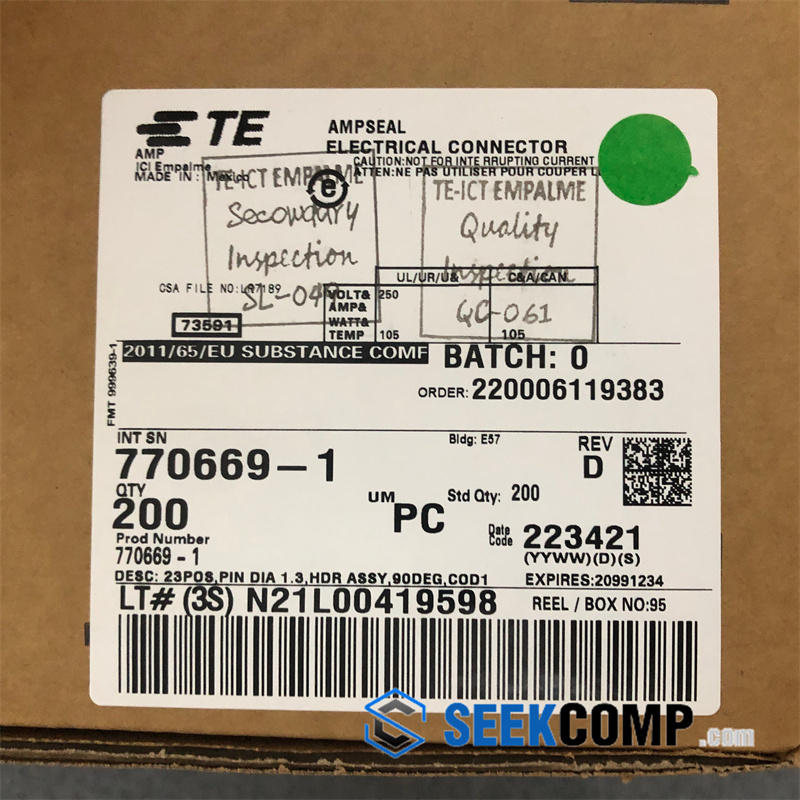 TE
AMP
ICI Empalme
MADE IN : Mexico
AMPSEAL
ELECTRICAL CONNECTOR
CAUTION:NOT FOR INTE RRUPTING CURRENT
ATTEN:NE PAS UTILISER POUR COUPER
e
TE-ICT EMPALME
Secondary
Inspection
SL-04
TE-ICT EMPALME
Quality
Inspection
QC-061
CSA FILE NO:LR7189
73591
UL/UR/U& C&A/CAN
VOLT& 250
AMP&
WATT&
TEMP 105 105
2011/65/EU SUBSTANCE COMF
BATCH: 0
ORDER: 220006119383
FMT 999639-1
INT SN
770669-1
Bldg: E57
REV
D
QTY
200
UM PC
Std Qty: 200
Prod Number
770669 - 1
Date Code 223421
(YYWW)(D)(S)
DESC: 23POS,PIN DIA 1.3,HDR ASSY,90DEG,COD1
EXPIRES:20991234
LT# (3S) N21L00419598
REEL / BOX NO:95
SEEKCOMP.com